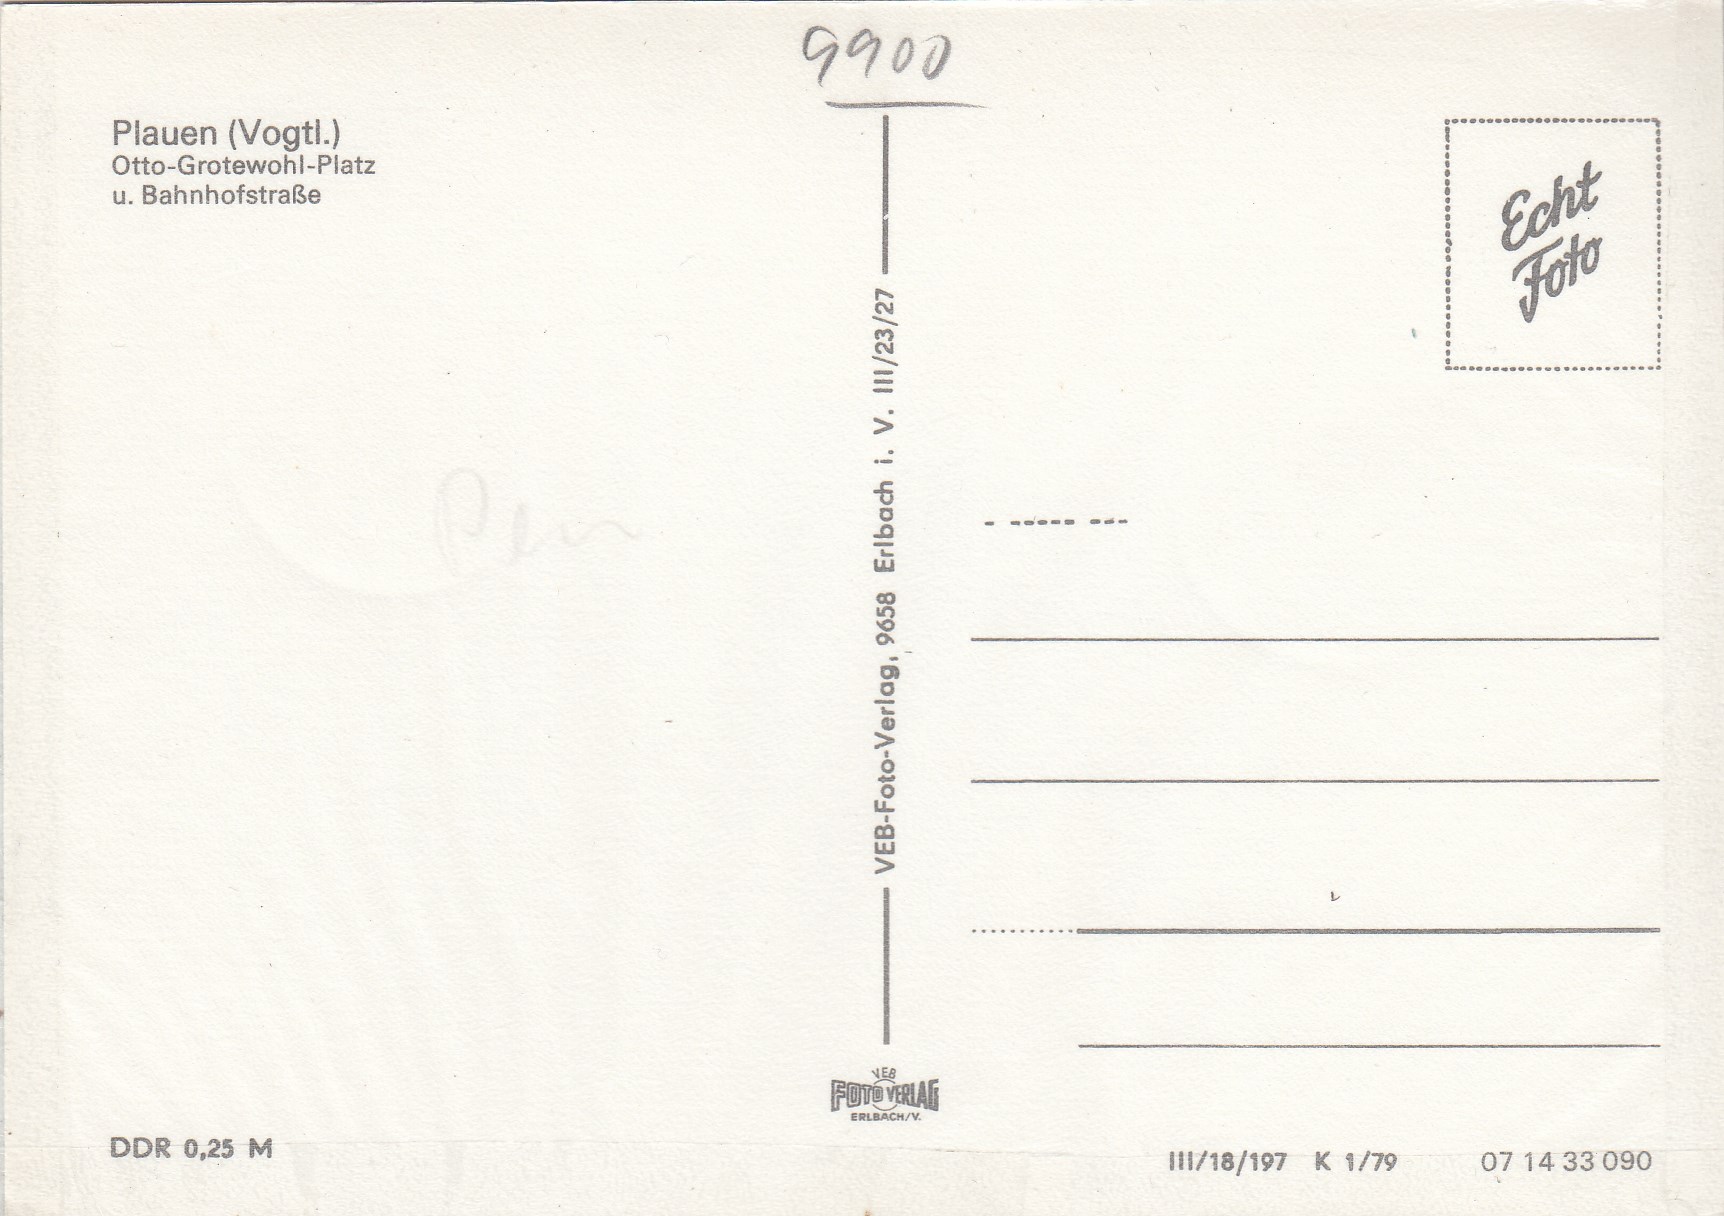 9900
Plauen (Vogtl.)
Otto-Grotewohl-Platz
u. Bahnhofstraße
Echt
Foto
VEB-Foto-Verlag, 9658 Erlbach i. V. III/23/27
VEB
FOTO VERLAG
ERLBACH/V.
DDR 0,25 M
III/18/197 K 1/79
07 14 33 090